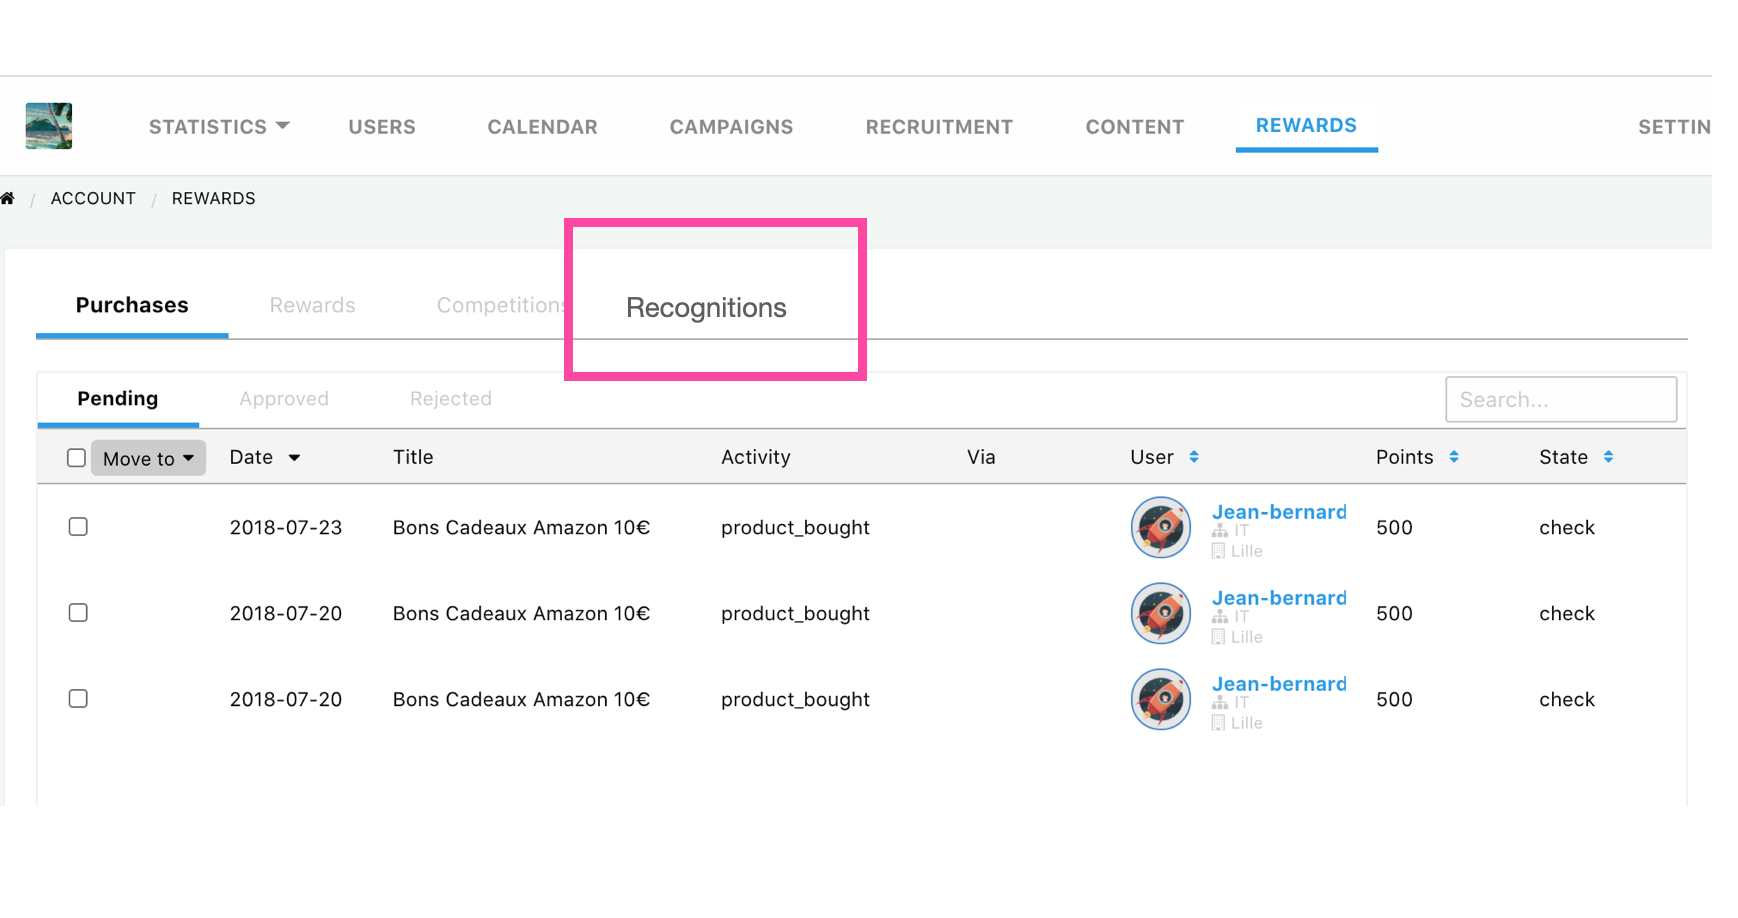 STATISTICS USERS CALENDAR CAMPAIGNS RECRUITMENT CONTENT REWARDS SETTIN
/ ACCOUNT / REWARDS
Purchases Rewards Competitions Recognitions
Pending Approved Rejected Search...
Move to Date Title Activity Via User Points State
2018-07-23 Bons Cadeaux Amazon 10€ product_bought Jean-bernard 500 check
IT
Lille
2018-07-20 Bons Cadeaux Amazon 10€ product_bought Jean-bernard 500 check
IT
Lille
2018-07-20 Bons Cadeaux Amazon 10€ product_bought Jean-bernard 500 check
IT
Lille